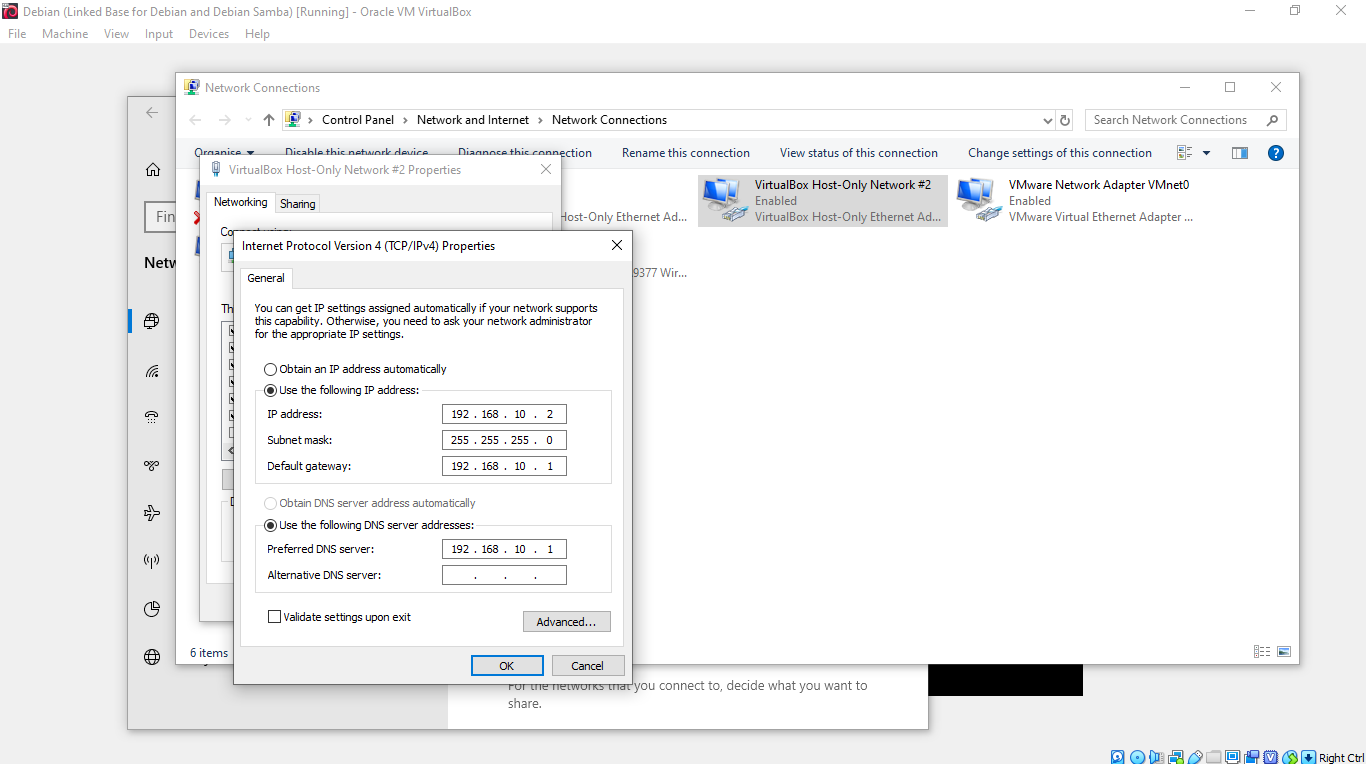 Debian (Linked Base for Debian and Debian Samba) [Running] - Oracle VM VirtualBox
File Machine View Input Devices Help
Network Connections
Control Panel > Network and Internet > Network Connections
Search Network Connections
Organise Disable this network device Diagnose this connection Rename this connection View status of this connection Change settings of this connection
VirtualBox Host-Only Network #2 Properties
Networking Sharing
Connect using:
Host-Only Ethernet Ad...
VirtualBox Host-Only Network #2
Enabled
VirtualBox Host-Only Ethernet Ad...
VMware Network Adapter VMnet0
Enabled
VMware Virtual Ethernet Adapter ...
9377 Wir...
Fin
Netw
Th
Internet Protocol Version 4 (TCP/IPv4) Properties
General
You can get IP settings assigned automatically if your network supports
this capability. Otherwise, you need to ask your network administrator
for the appropriate IP settings.
Obtain an IP address automatically
Use the following IP address:
IP address: 192 . 168 . 10 . 2
Subnet mask: 255 . 255 . 255 . 0
Default gateway: 192 . 168 . 10 . 1
Obtain DNS server address automatically
Use the following DNS server addresses:
Preferred DNS server: 192 . 168 . 10 . 1
Alternative DNS server: . . .
Validate settings upon exit
Advanced...
OK Cancel
6 items
For the networks that you connect to, decide what you want to
share.
Right Ctrl